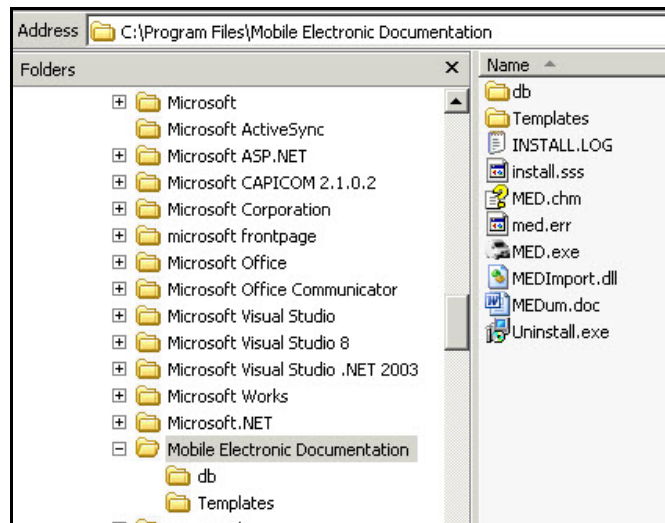 Address C:\Program Files\Mobile Electronic Documentation
Folders
Microsoft
Microsoft ActiveSync
Microsoft ASP.NET
Microsoft CAPICOM 2.1.0.2
Microsoft Corporation
microsoft frontpage
Microsoft Office
Microsoft Office Communicator
Microsoft Visual Studio
Microsoft Visual Studio 8
Microsoft Visual Studio .NET 2003
Microsoft Works
Microsoft.NET
Mobile Electronic Documentation
db
Templates
Name
db
Templates
INSTALL.LOG
install.sss
MED.chm
med.err
MED.exe
MEDImport.dll
MEDum.doc
Uninstall.exe